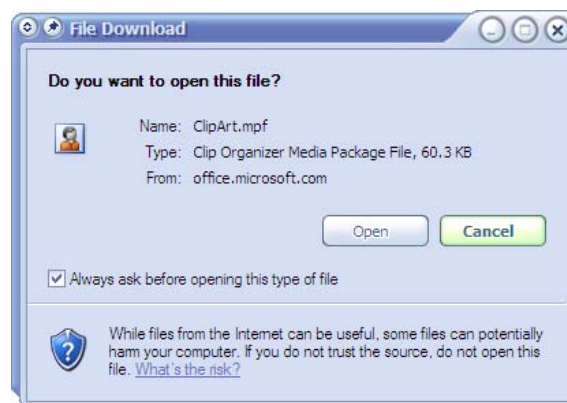 File Download
Do you want to open this file?
Name: ClipArt.mpf
Type: Clip Organizer Media Package File, 60.3 KB
From: office.microsoft.com
Open Cancel
Always ask before opening this type of file
While files from the Internet can be useful, some files can potentially
harm your computer. If you do not trust the source, do not open this
file. What's the risk?